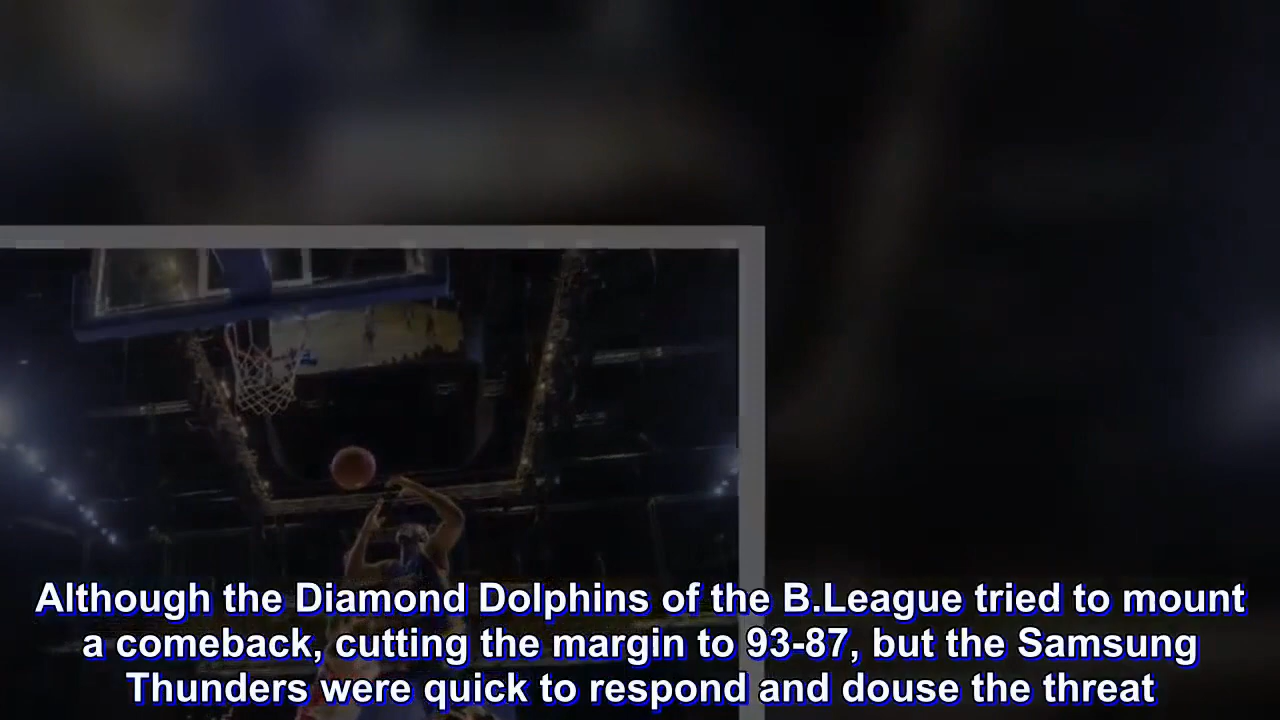 Although the Diamond Dolphins of the B.League tried to mount
a comeback, cutting the margin to 93-87, but the Samsung
Thunders were quick to respond and douse the threat